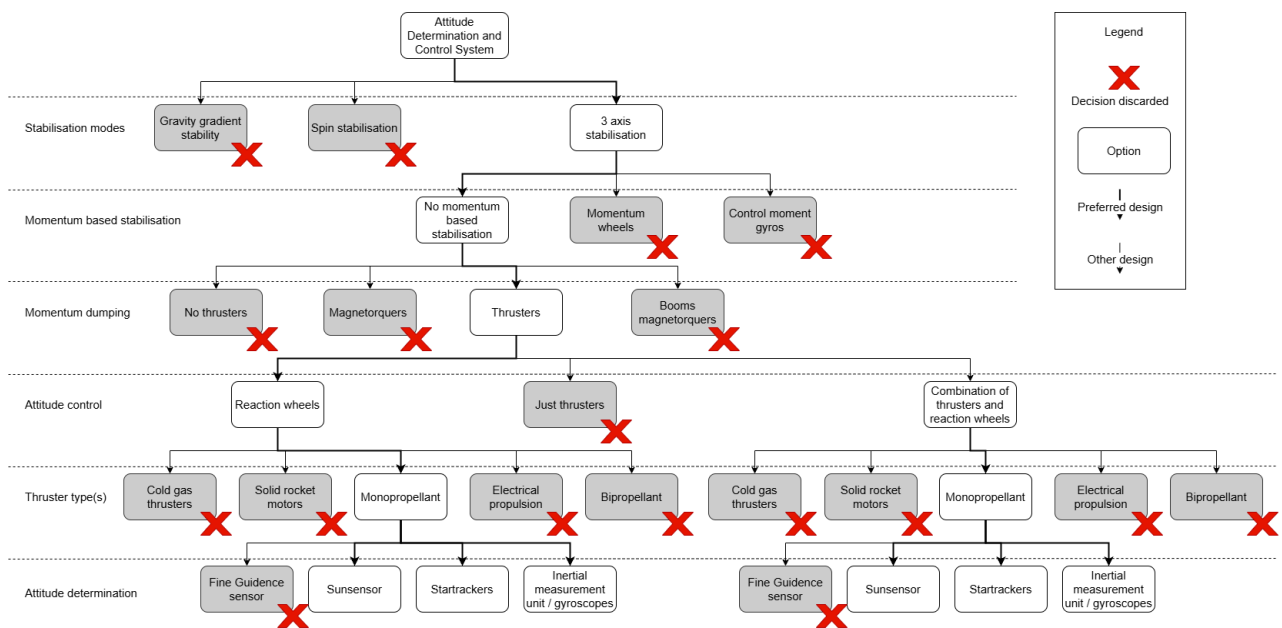 Attitude
Determination and
Control System
Legend
Decision discarded
Option
Preferred design
Other design
Stabilisation modes
Gravity gradient
stability
Spin stabilisation
3 axis
stabilisation
Momentum based stabilisation
No momentum
based
stabilisation
Momentum
wheels
Control moment
gyros
Momentum dumping
No thrusters
Magnetorquers
Thrusters
Booms
magnetorquers
Attitude control
Reaction wheels
Just thrusters
Combination of
thrusters and
reaction wheels
Thruster type(s)
Cold gas
thrusters
Solid rocket
motors
Monopropellant
Electrical
propulsion
Bipropellant
Cold gas
thrusters
Solid rocket
motors
Monopropellant
Electrical
propulsion
Bipropellant
Attitude determination
Fine Guidence
sensor
Sunsensor
Startrackers
Inertial
measurement
unit / gyroscopes
Fine Guidence
sensor
Sunsensor
Startrackers
Inertial
measurement
unit / gyroscopes